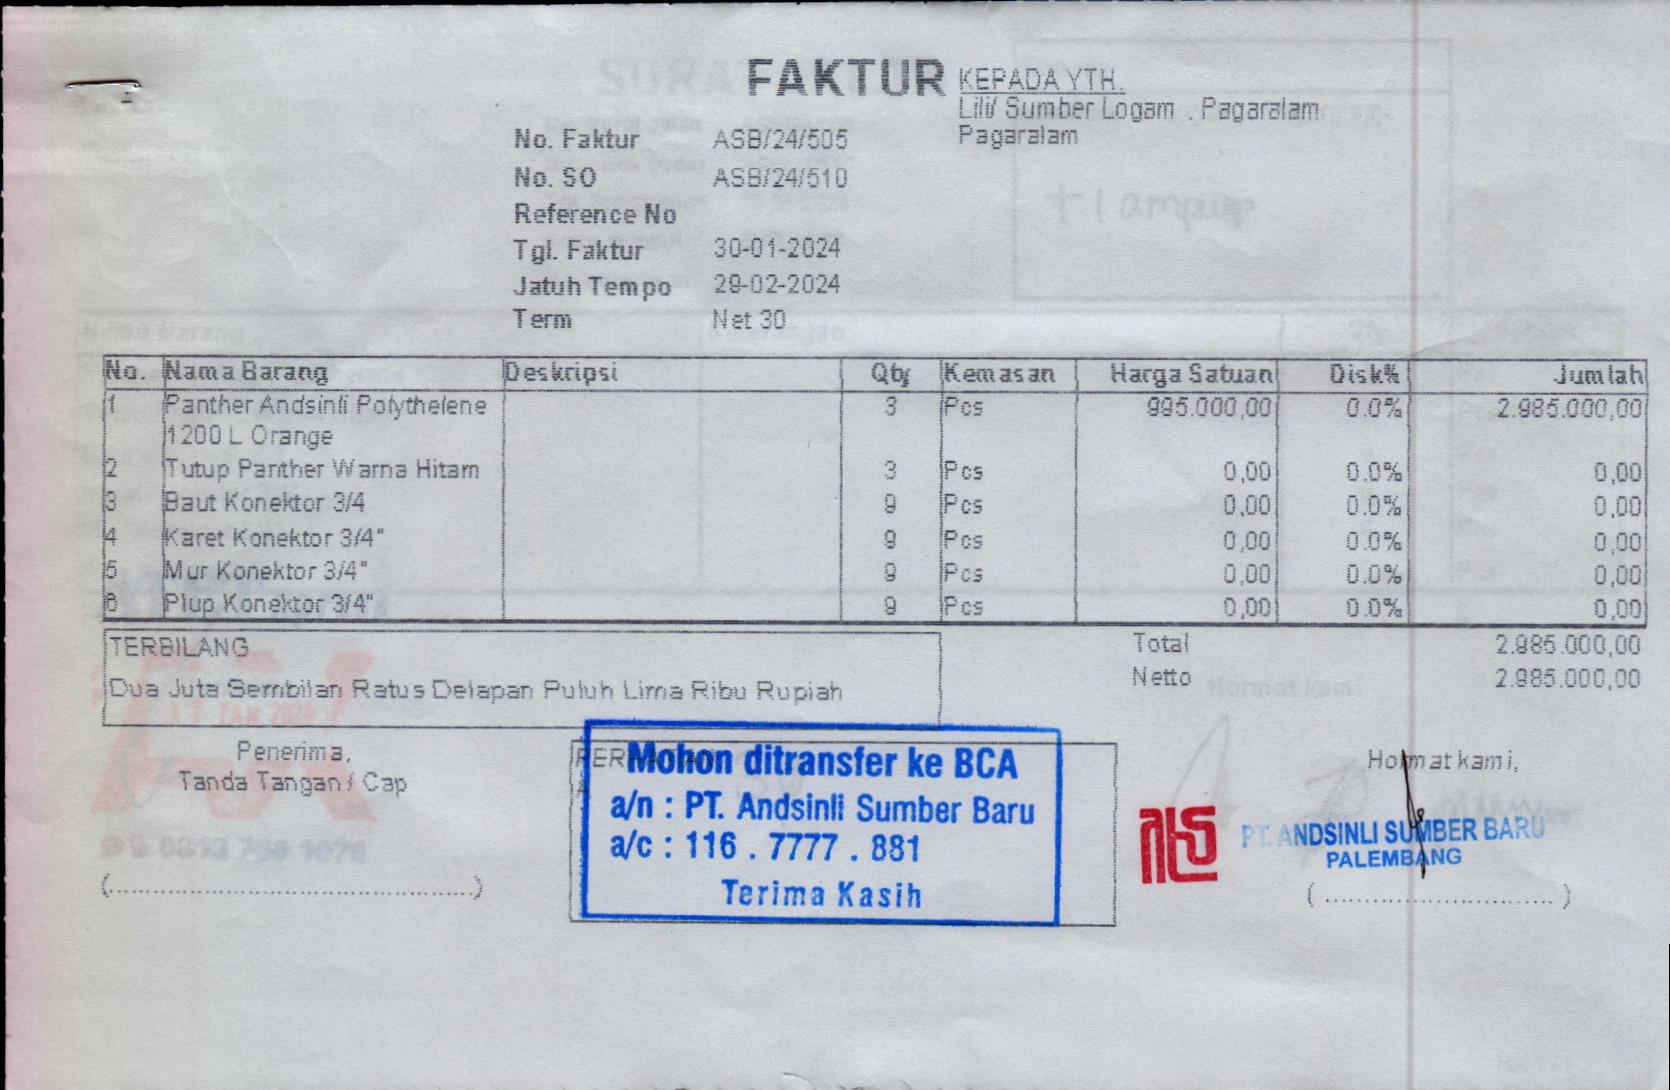 FAKTUR
KEPADA YTH.
Lili/ Sumber Logam . Pagaralam
Pagaralam
No. Faktur ASB/24/505
No. SO ASB/24/510
Reference No
Tgl. Faktur 30-01-2024
Jatuh Tempo 29-02-2024
Term Net 30
No. Nama Barang Deskripsi Qty Kemasan Harga Satuan Disk% Jumlah
1 Panther Andsinli Polythelene 3 Pcs 995.000,00 0.0% 2.985.000,00
1200 L Orange
2 Tutup Panther Warna Hitam 3 Pcs 0,00 0.0% 0,00
3 Baut Konektor 3/4 9 Pcs 0,00 0.0% 0,00
4 Karet Konektor 3/4" 9 Pcs 0,00 0.0% 0,00
5 Mur Konektor 3/4" 9 Pcs 0,00 0.0% 0,00
6 Plup Konektor 3/4" 9 Pcs 0,00 0.0% 0,00
TERBILANG
Dua Juta Sembilan Ratus Delapan Puluh Lima Ribu Rupiah
Total 2.985.000,00
Netto 2.985.000,00
Penerima,
Tanda Tangan / Cap
Mohon ditransfer ke BCA
a/n : PT. Andsinli Sumber Baru
a/c : 116 . 7777 . 881
Terima Kasih
Hormat kami,
PT. ANDSINLI SUMBER BARU
PALEMBANG